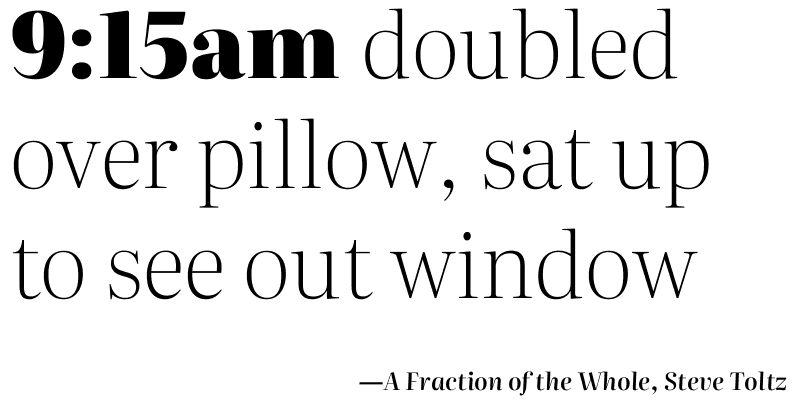 9:15am doubled
over pillow, sat up
to see out window
—A Fraction of the Whole, Steve Toltz